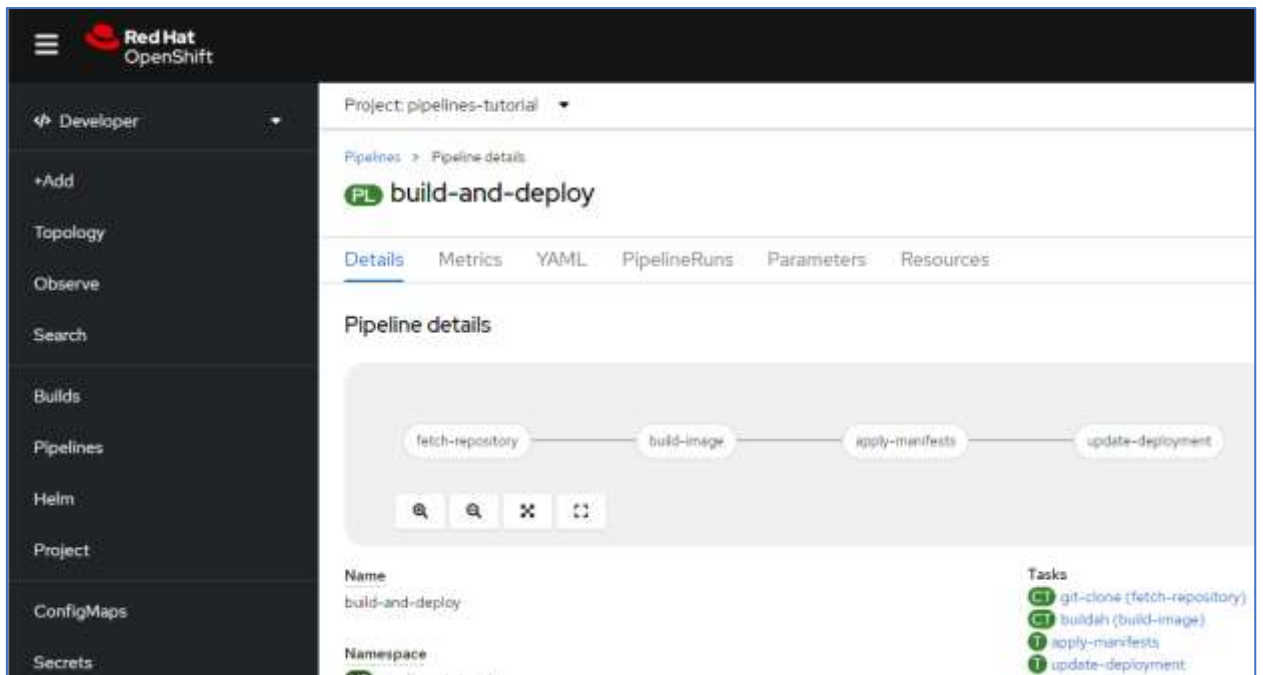 Red Hat
OpenShift
</> Developer
+Add
Topology
Observe
Search
Builds
Pipelines
Helm
Project
ConfigMaps
Secrets
Project: pipelines-tutorial
Pipelines > Pipeline details
PL build-and-deploy
Details Metrics YAML PipelineRuns Parameters Resources
Pipeline details
fetch-repository build-image apply-manifests update-deployment
Name
build-and-deploy
Namespace
Tasks
CT git-clone (fetch-repository)
CT buildah (build-image)
T apply-manifests
T update-deployment